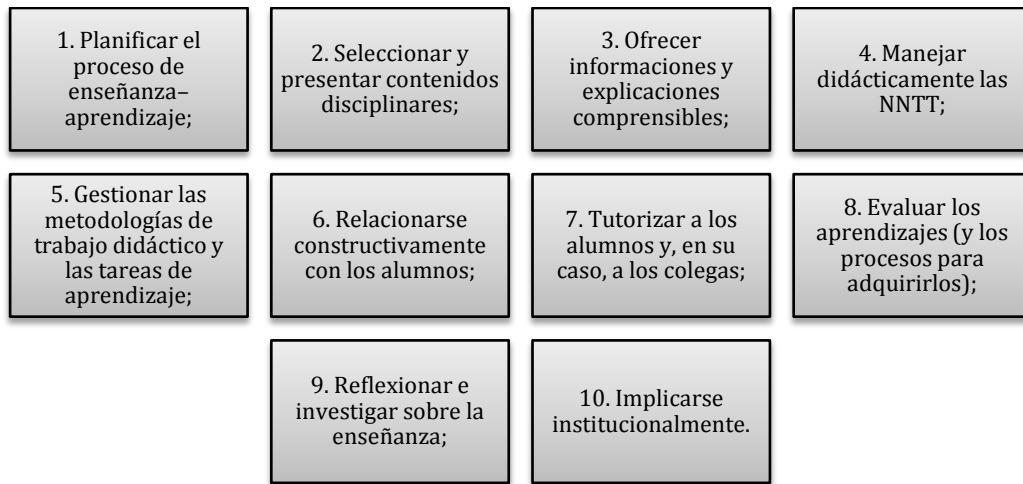 1. Planificar el
proceso de
enseñanza–
aprendizaje;
2. Seleccionar y
presentar contenidos
disciplinares;
3. Ofrecer
informaciones y
explicaciones
comprensibles;
4. Manejar
didácticamente las
NNTT;
5. Gestionar las
metodologías de
trabajo didáctico y
las tareas de
aprendizaje;
6. Relacionarse
constructivamente
con los alumnos;
7. Tutorizar a los
alumnos y, en su
caso, a los colegas;
8. Evaluar los
aprendizajes (y los
procesos para
adquirirlos);
9. Reflexionar e
investigar sobre la
enseñanza;
10. Implicarse
institucionalmente.